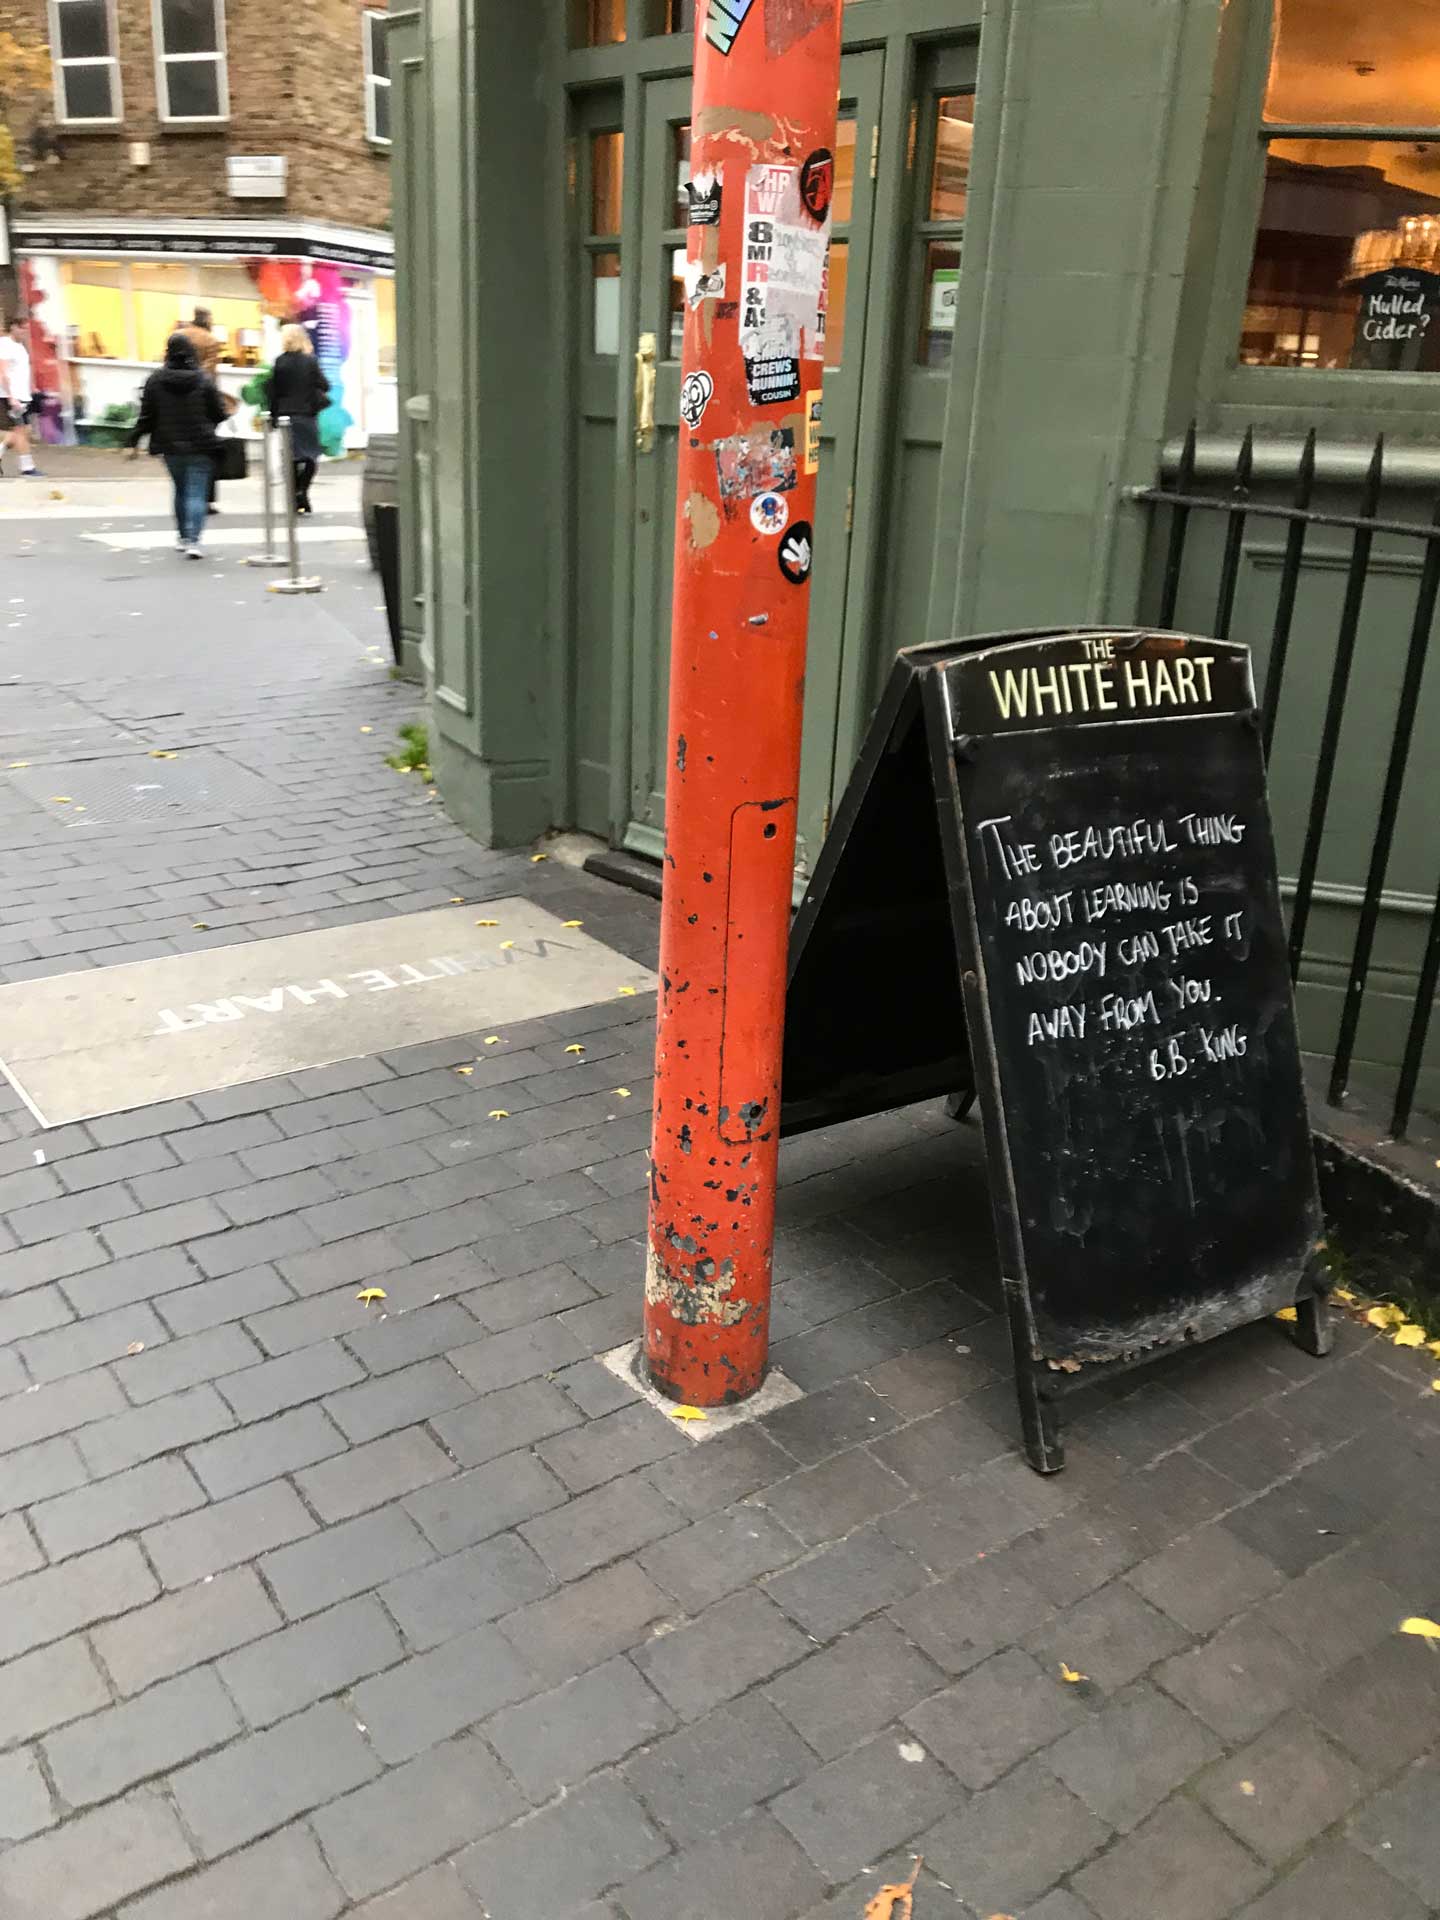 THE
WHITE HART
THE BEAUTIFUL THING
ABOUT LEARNING IS
NOBODY CAN TAKE IT
AWAY FROM YOU.
B.B. KING
Mulled
Cider?
WHITE HART
CREWS
RUNNIN'
COUSIN